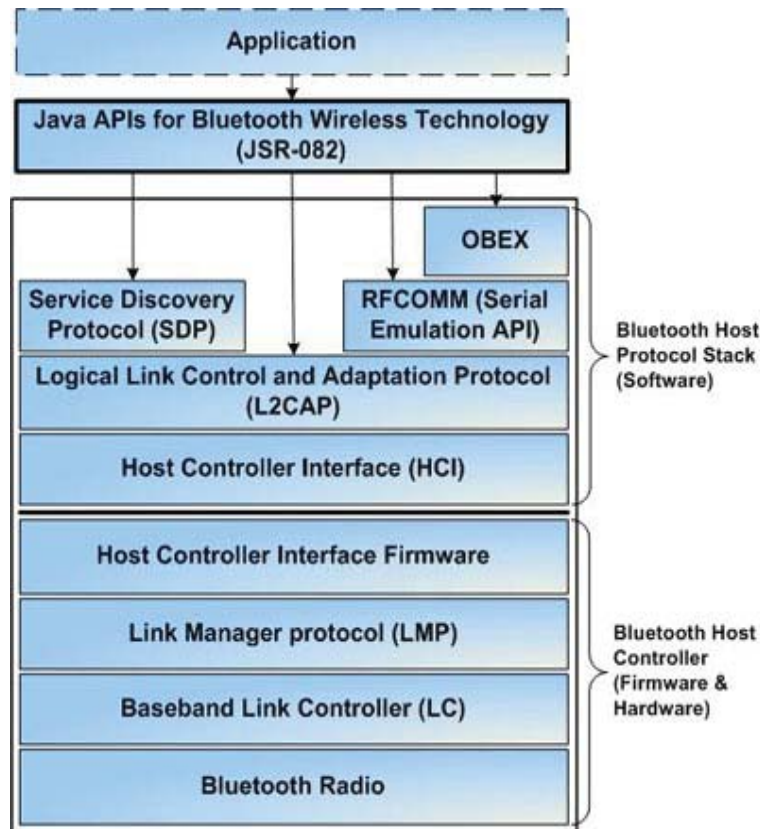 Application
Java APIs for Bluetooth Wireless Technology
(JSR-082)
OBEX
Service Discovery
Protocol (SDP)
RFCOMM (Serial
Emulation API)
Logical Link Control and Adaptation Protocol
(L2CAP)
Host Controller Interface (HCI)
Bluetooth Host
Protocol Stack
(Software)
Host Controller Interface Firmware
Link Manager protocol (LMP)
Baseband Link Controller (LC)
Bluetooth Radio
Bluetooth Host
Controller
(Firmware &
Hardware)